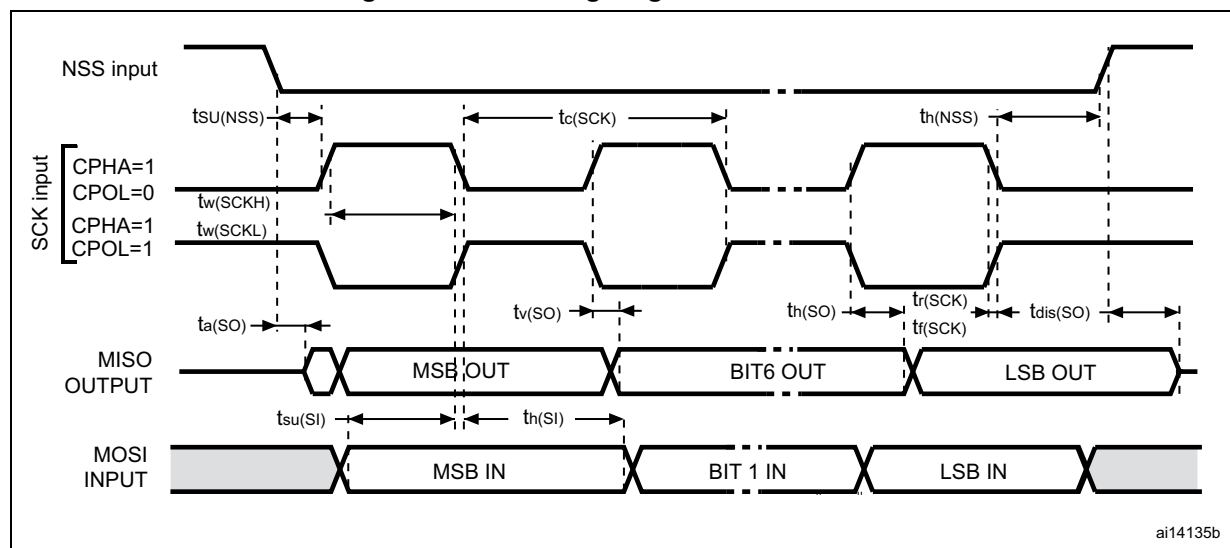 NSS input
tSU(NSS)
tc(SCK)
th(NSS)
SCK input
CPHA=1
CPOL=0
tw(SCKH)
CPHA=1
tw(SCKL)
CPOL=1
ta(SO)
tv(SO)
th(SO)
tr(SCK)
tf(SCK)
tdis(SO)
MISO
OUTPUT
MSB OUT
BIT6 OUT
LSB OUT
tsu(SI)
th(SI)
MOSI
INPUT
MSB IN
BIT 1 IN
LSB IN
ai14135b